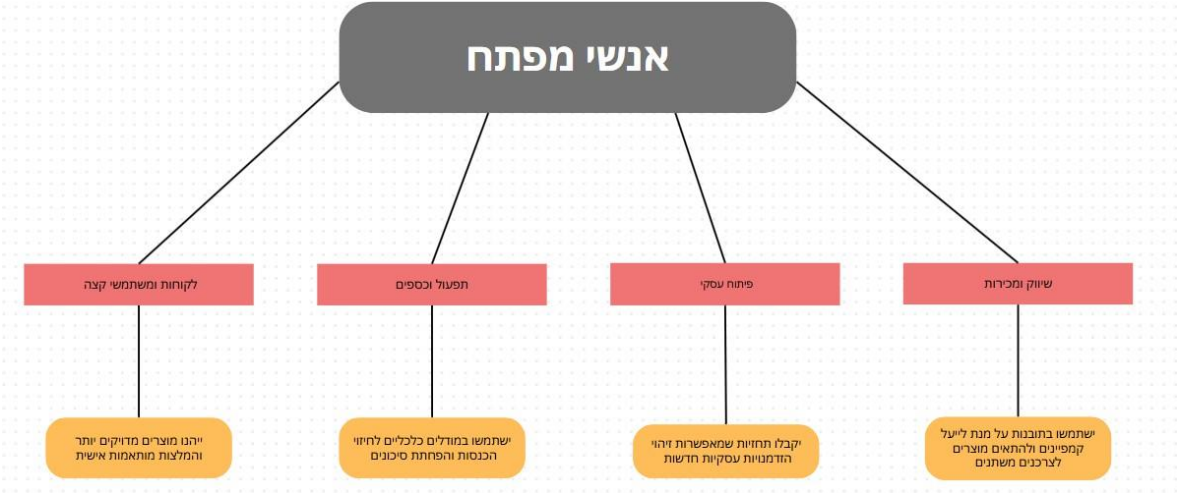 אנשי מפתח
שיווק ומכירות
פיתוח עסקי
תפעול וכספים
לקוחות ומשתמשי קצה
ישתמשו בתובנות על מנת לייעל
קמפיינים ולהתאים מוצרים
לצרכנים משתנים
יקבלו תחזיות שמאפשרות זיהוי
הזדמנויות עסקיות חדשות
ישתמשו במודלים כלכליים לחיזוי
הכנסות והפחתת סיכונים
ייהנו מוצרים מדויקים יותר
והמלצות מותאמות אישית